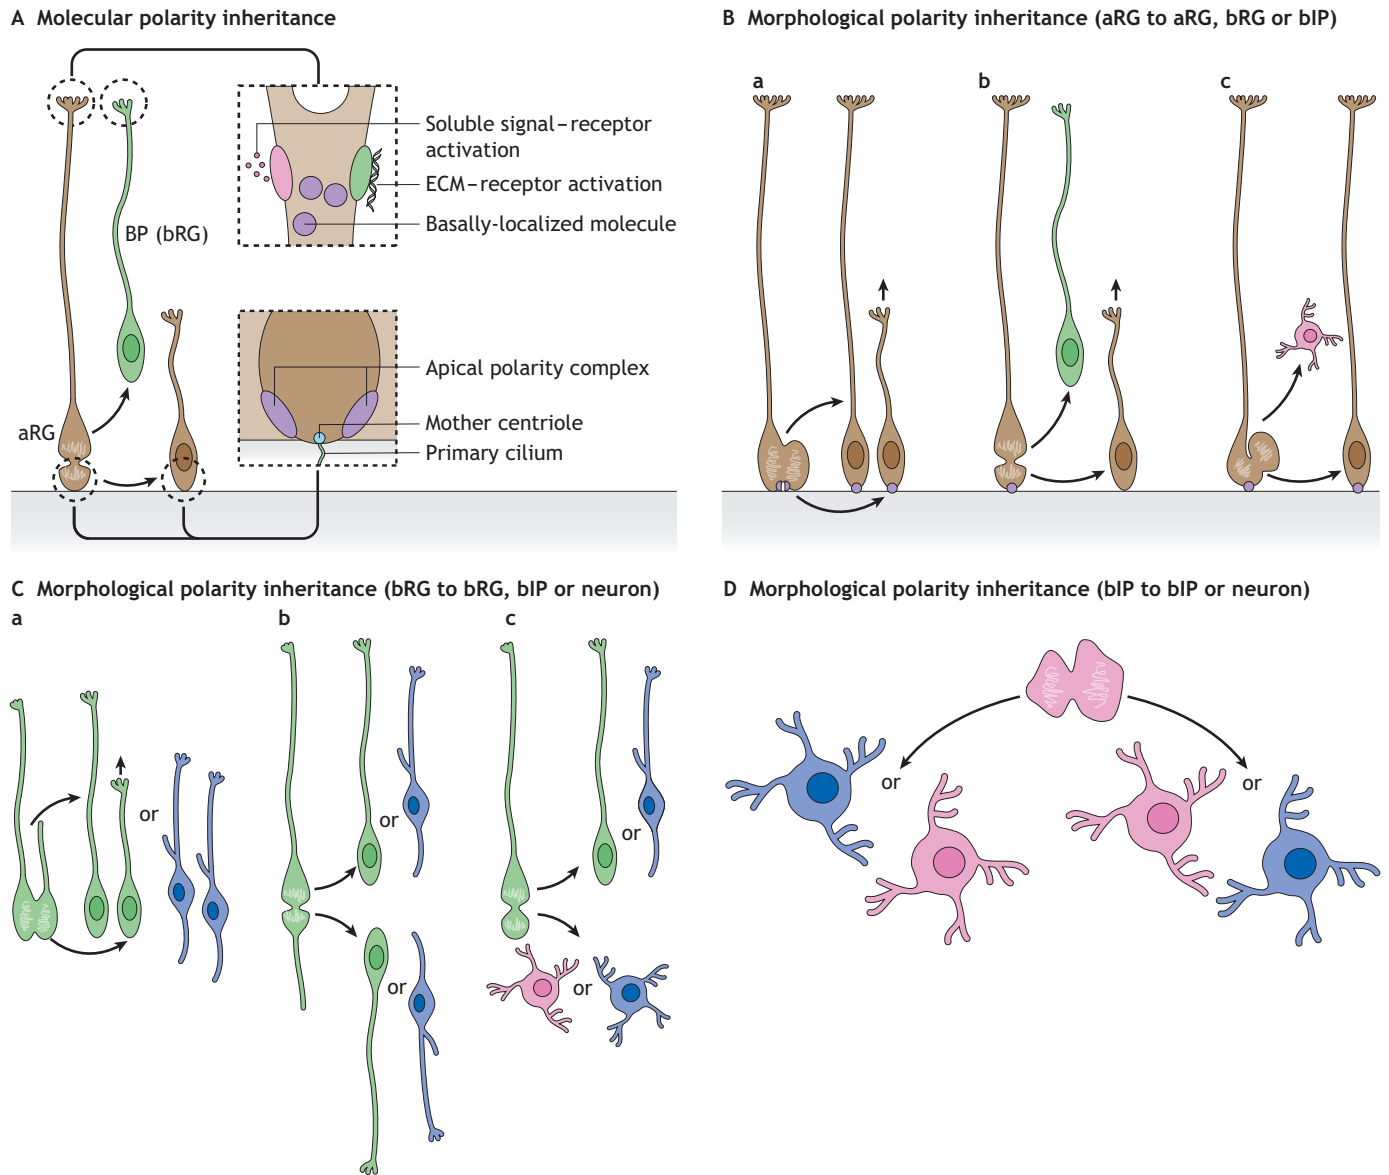 A Molecular polarity inheritance
BP (bRG)
aRG
Soluble signal–receptor
activation
ECM–receptor activation
Basally-localized molecule
Apical polarity complex
Mother centriole
Primary cilium
B Morphological polarity inheritance (aRG to aRG, bRG or bIP)
a
b
c
C Morphological polarity inheritance (bRG to bRG, bIP or neuron)
a
or
b
or
or
c
or
or
D Morphological polarity inheritance (bIP to bIP or neuron)
or
or